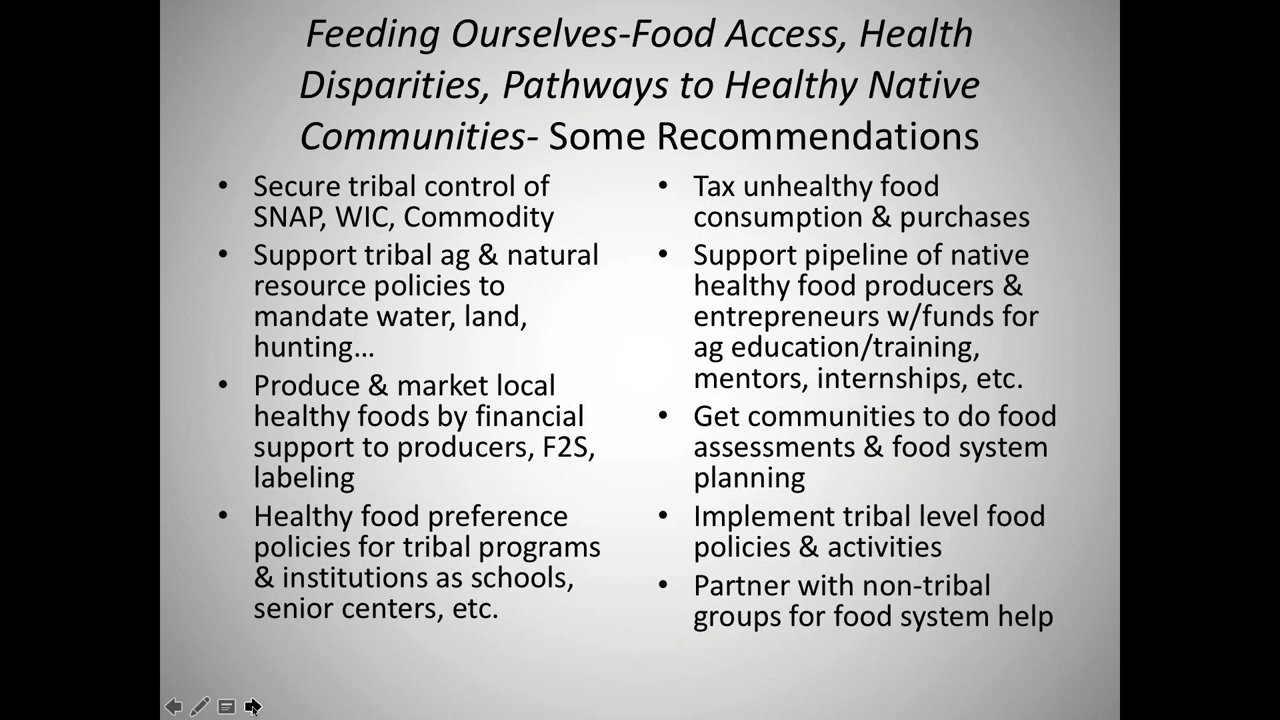 Feeding Ourselves-Food Access, Health
Disparities, Pathways to Healthy Native
Communities- Some Recommendations
• Secure tribal control of
SNAP, WIC, Commodity
• Support tribal ag & natural
resource policies to
mandate water, land,
hunting…
• Produce & market local
healthy foods by financial
support to producers, F2S,
labeling
• Healthy food preference
policies for tribal programs
& institutions as schools,
senior centers, etc.
• Tax unhealthy food
consumption & purchases
• Support pipeline of native
healthy food producers &
entrepreneurs w/funds for
ag education/training,
mentors, internships, etc.
• Get communities to do food
assessments & food system
planning
• Implement tribal level food
policies & activities
• Partner with non-tribal
groups for food system help